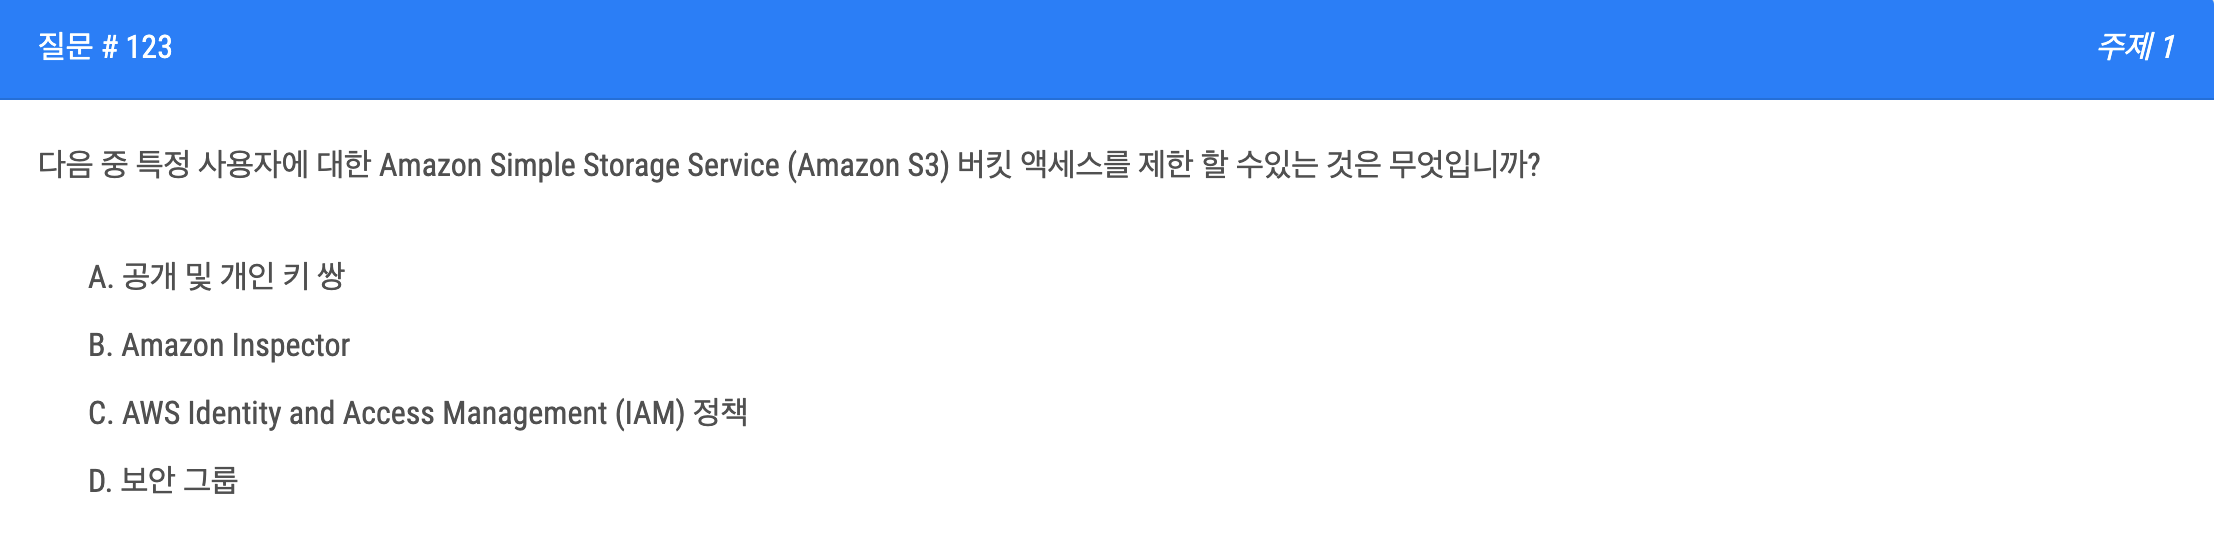 질문 # 123
주제 1
다음 중 특정 사용자에 대한 Amazon Simple Storage Service (Amazon S3) 버킷 액세스를 제한 할 수있는 것은 무엇입니까?
A. 공개 및 개인 키 쌍
B. Amazon Inspector
C. AWS Identity and Access Management (IAM) 정책
D. 보안 그룹